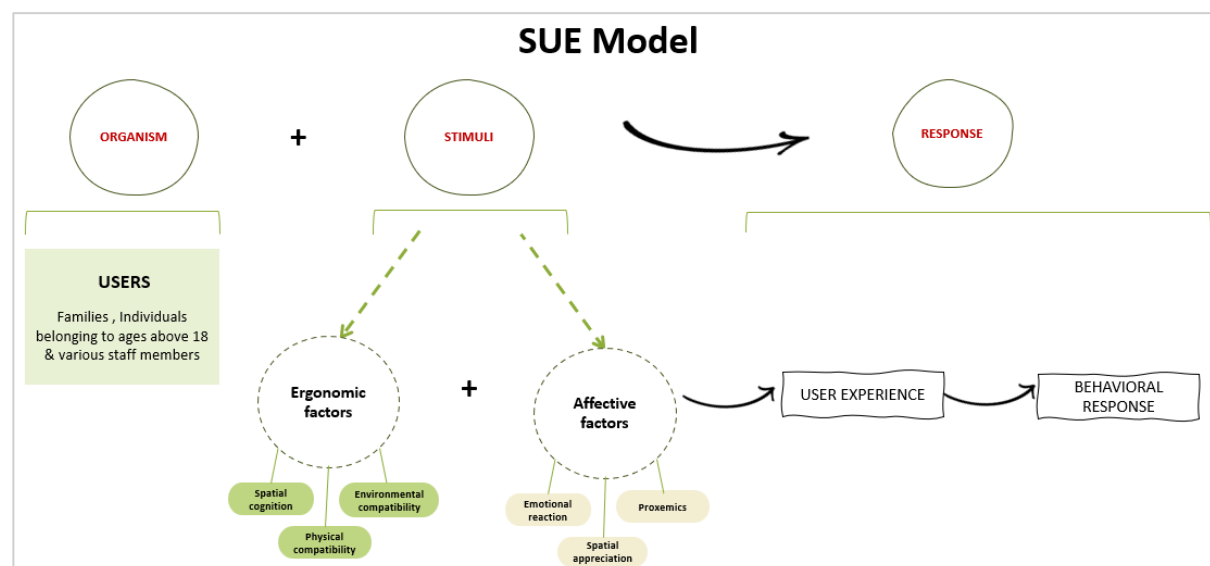 SUE Model
ORGANISM
+
STIMULI
RESPONSE
USERS
Families , Individuals
belonging to ages above 18
& various staff members
Ergonomic
factors
+
Affective
factors
USER EXPERIENCE
BEHAVIORAL
RESPONSE
Spatial
cognition
Physical
compatibility
Environmental
compatibility
Emotional
reaction
Spatial
appreciation
Proxemics